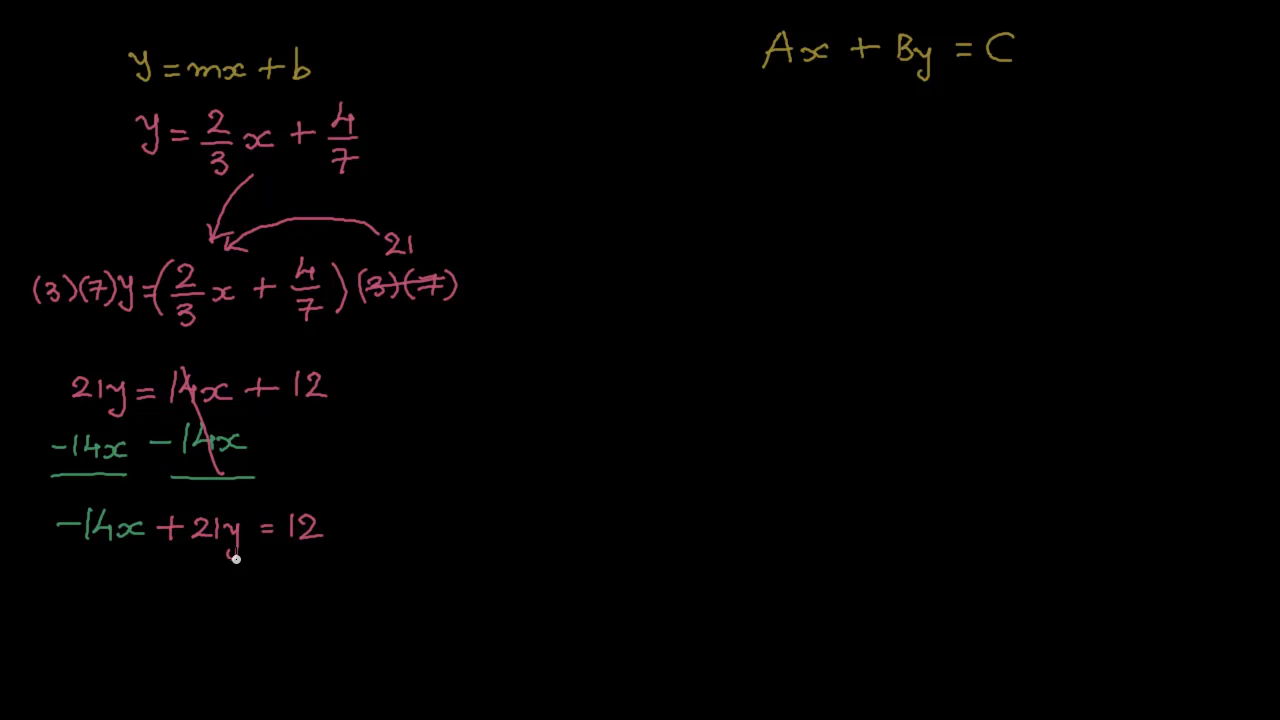 y = mx + b
Ax + By = C
y = 2/3 x + 4/7
21
(3)(7)y = (2/3 x + 4/7) (3)(7)
21y = 14x + 12
-14x -14x
-14x + 21y = 12